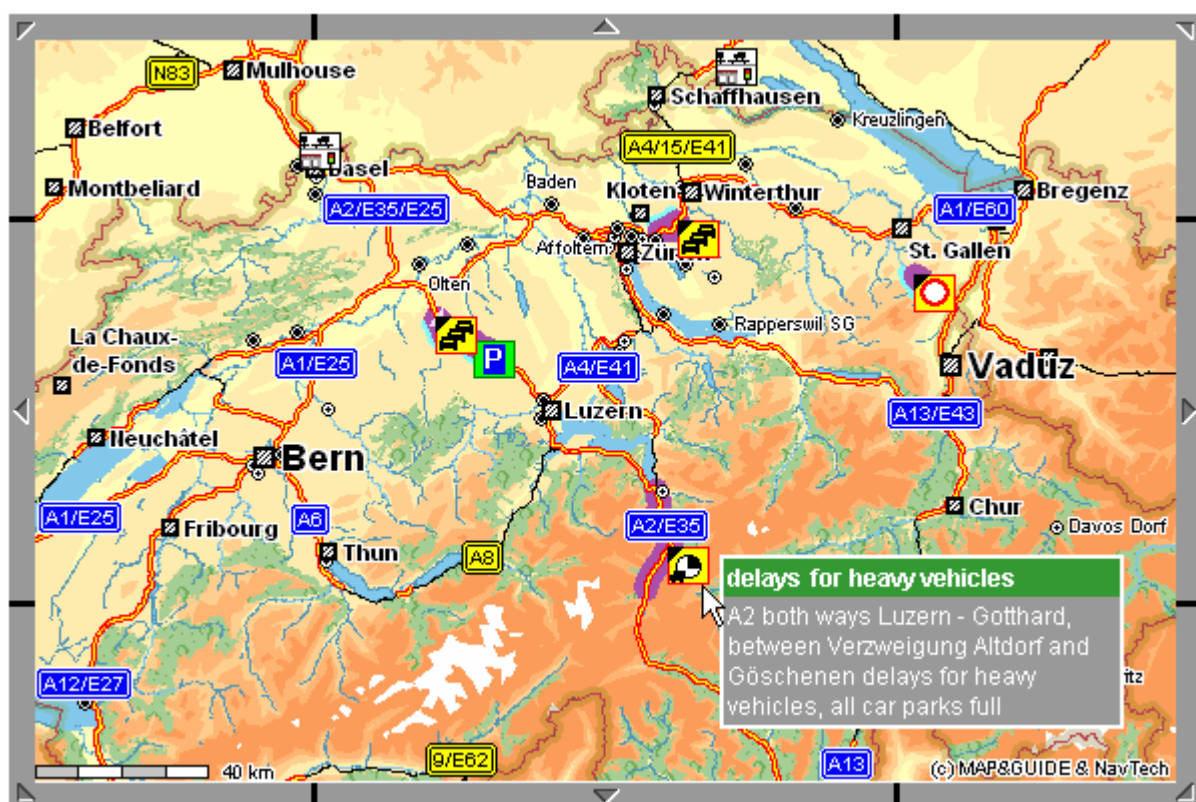 N83
Mulhouse
Schaffhausen
Belfort
Kreuzlingen
A4/15/E41
Basel
Montbeliard
Baden
Kloten
Winterthur
Bregenz
A2/E35/E25
A1/E60
Affoltern
St. Gallen
Olten
La Chaux-
de-Fonds
Rapperswil SG
A1/E25
P
A4/E41
Vadüz
Luzern
A13/E43
Neuchâtel
Bern
A1/E25
Fribourg
A6
A2/E35
Chur
Davos Dorf
Thun
A8
delays for heavy vehicles
A2 both ways Luzern - Gotthard,
between Verzweigung Altdorf and
Göschenen delays for heavy
vehicles, all car parks full
A12/E27
itz
9/E62
A13
40 km
(c) MAP&GUIDE & NavTech